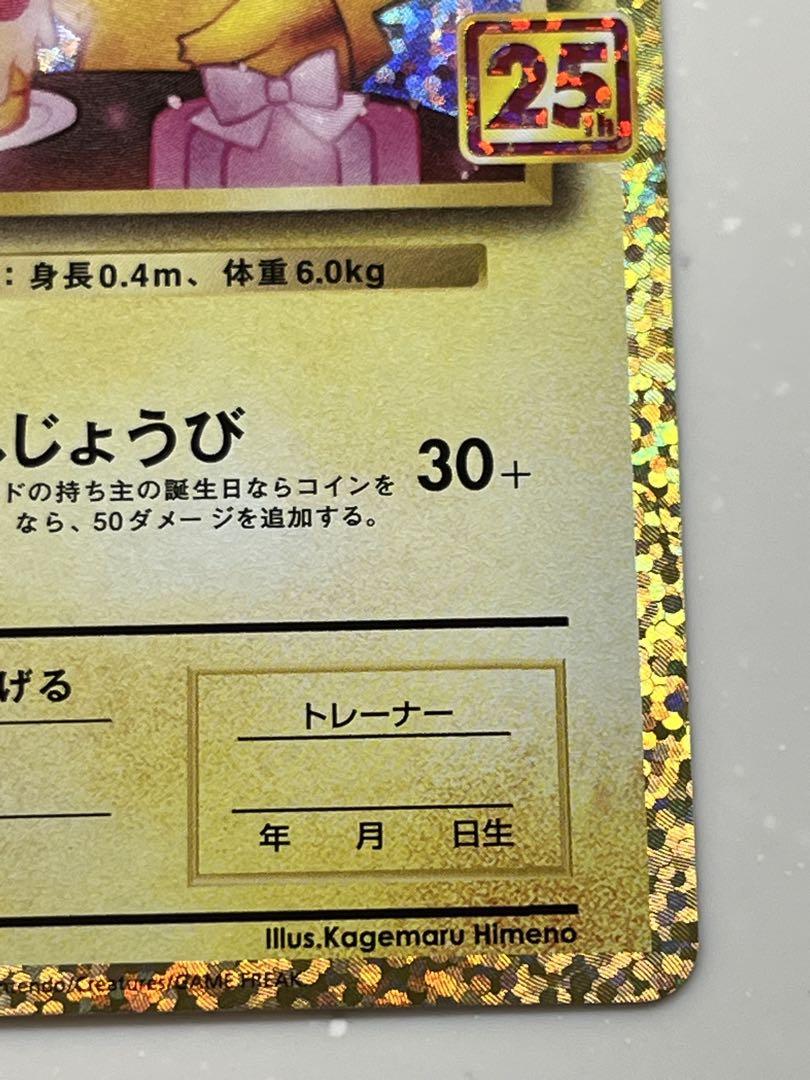 25th
：身長0.4m、体重6.0kg
んじょうび
30+
ドの持ち主の誕生日ならコインを
なら、50ダメージを追加する。
げる
トレーナー
年 月 日生
Illus.Kagemaru Himeno
ntendo/Creatures/GAME FREAK